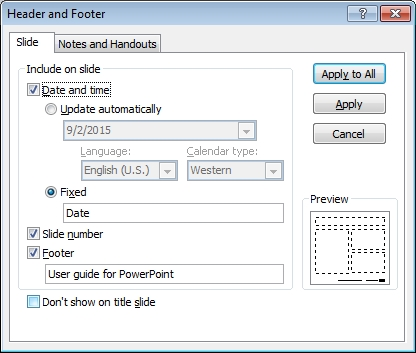 Header and Footer
Slide
Notes and Handouts
Include on slide
Date and time
Update automatically
9/2/2015
Language:
Calendar type:
English (U.S.)
Western
Fixed
Date
Slide number
Footer
User guide for PowerPoint
Don't show on title slide
Apply to All
Apply
Cancel
Preview